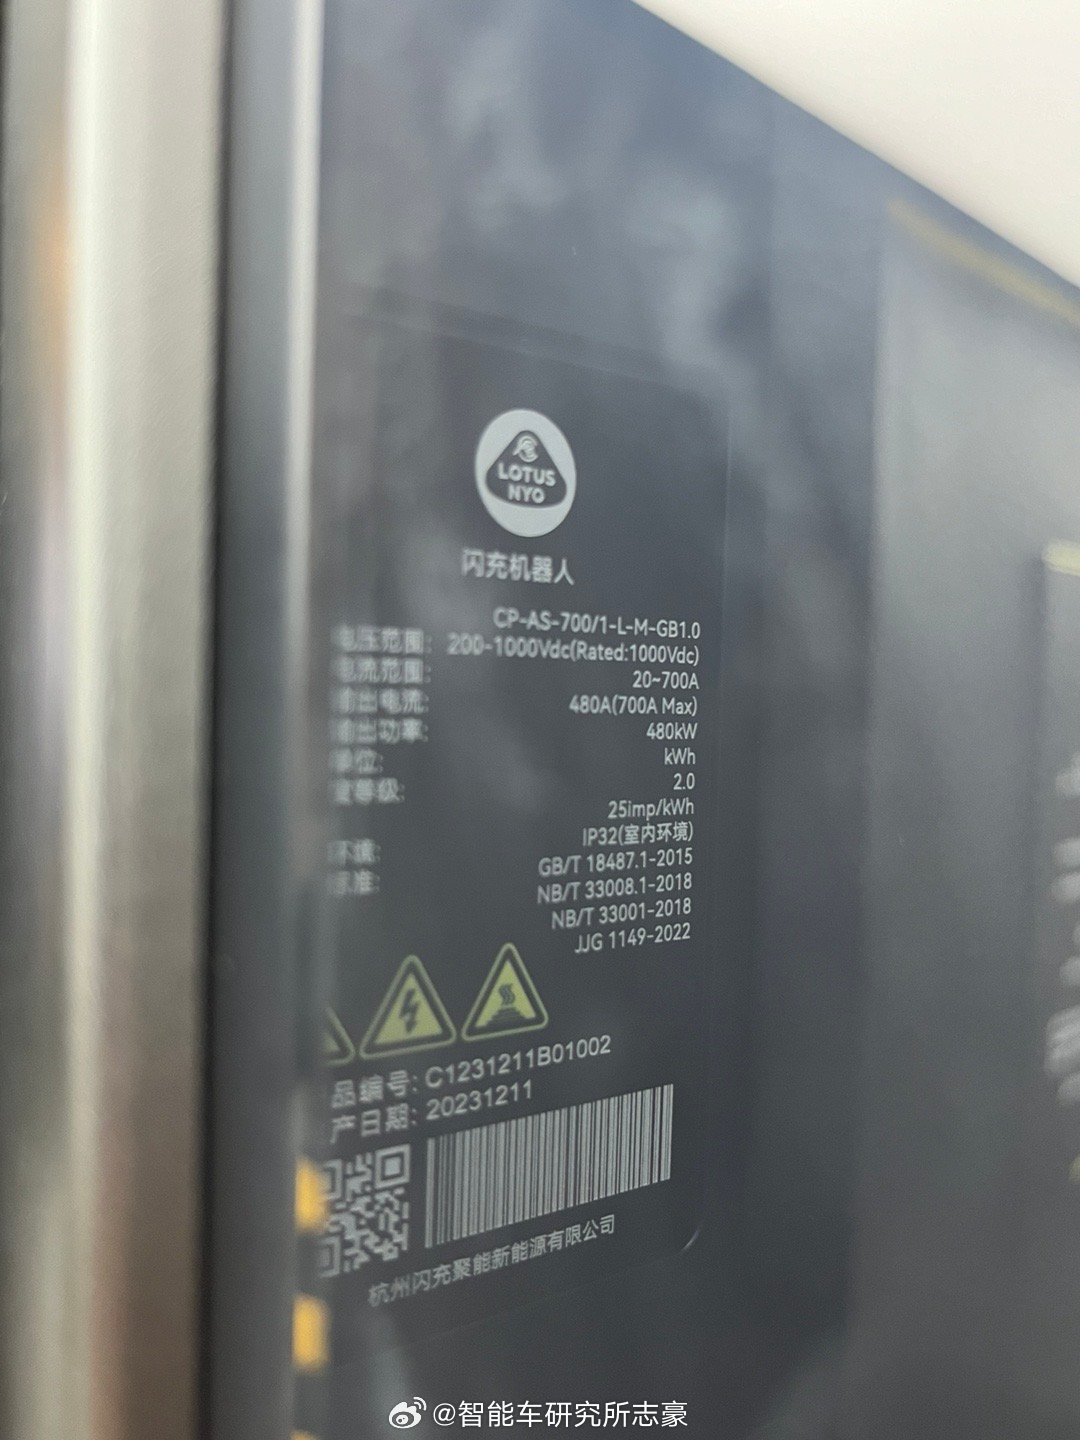 LOTUS
NYO
闪充机器人
CP-AS-700/1-L-M-GB1.0
电压范围: 200-1000Vdc(Rated:1000Vdc)
电流范围: 20~700A
输出电流: 480A(700A Max)
输出功率: 480kW
单位: kWh
度等级: 2.0
25imp/kWh
环境: IP32(室内环境)
标准: GB/T 18487.1-2015
NB/T 33008.1-2018
NB/T 33001-2018
JJG 1149-2022
品编号: C1231211B01002
产日期: 20231211
杭州闪充聚能新能源有限公司
@智能车研究所志豪